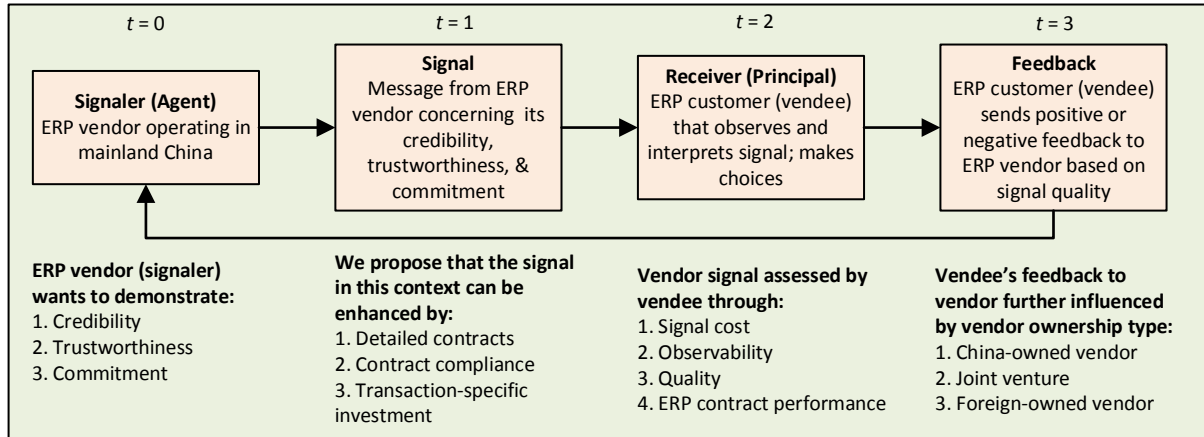 t = 0
t = 1
t = 2
t = 3
Signaler (Agent)
ERP vendor operating in
mainland China
Signal
Message from ERP
vendor concerning its
credibility,
trustworthiness, &
commitment
Receiver (Principal)
ERP customer (vendee)
that observes and
interprets signal; makes
choices
Feedback
ERP customer (vendee)
sends positive or
negative feedback to
ERP vendor based on
signal quality
ERP vendor (signaler)
wants to demonstrate:
1. Credibility
2. Trustworthiness
3. Commitment
We propose that the signal
in this context can be
enhanced by:
1. Detailed contracts
2. Contract compliance
3. Transaction-specific
investment
Vendor signal assessed by
vendee through:
1. Signal cost
2. Observability
3. Quality
4. ERP contract performance
Vendee's feedback to
vendor further influenced
by vendor ownership type:
1. China-owned vendor
2. Joint venture
3. Foreign-owned vendor